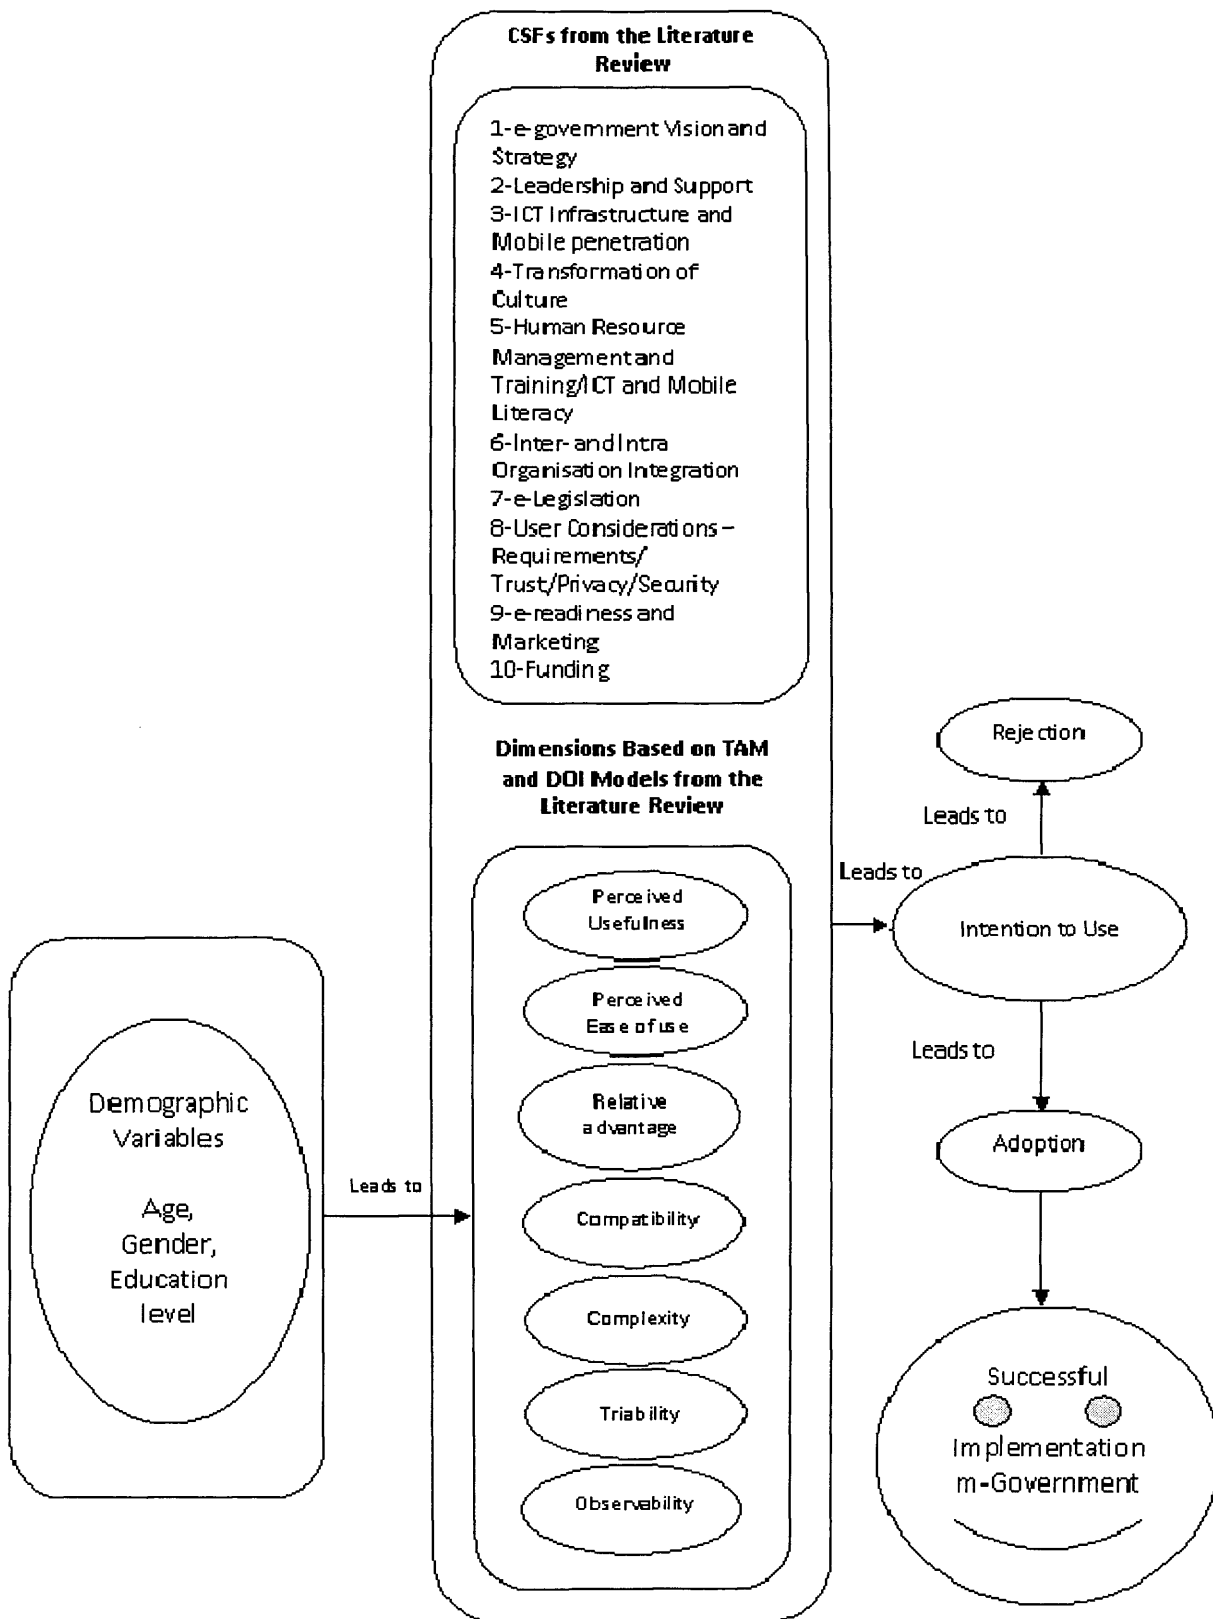 CSFs from the Literature
Review
1-e-government Vision and
Strategy
2-Leadership and Support
3-ICT Infrastructure and
Mobile penetration
4-Transformation of
Culture
5-Human Resource
Management and
Training/ICT and Mobile
Literacy
6-Inter- and Intra
Organisation Integration
7-e-Legislation
8-User Considerations –
Requirements/
Trust/Privacy/Security
9-e-readiness and
Marketing
10-Funding
Dimensions Based on TAM
and DOI Models from the
Literature Review
Perceived
Usefulness
Perceived
Ease of use
Relative
advantage
Compatibility
Complexity
Triability
Observability
Demographic
Variables
Age,
Gender,
Education
level
Leads to
Leads to
Rejection
Leads to
Intention to Use
Leads to
Adoption
Successful
Implementation
m-Government